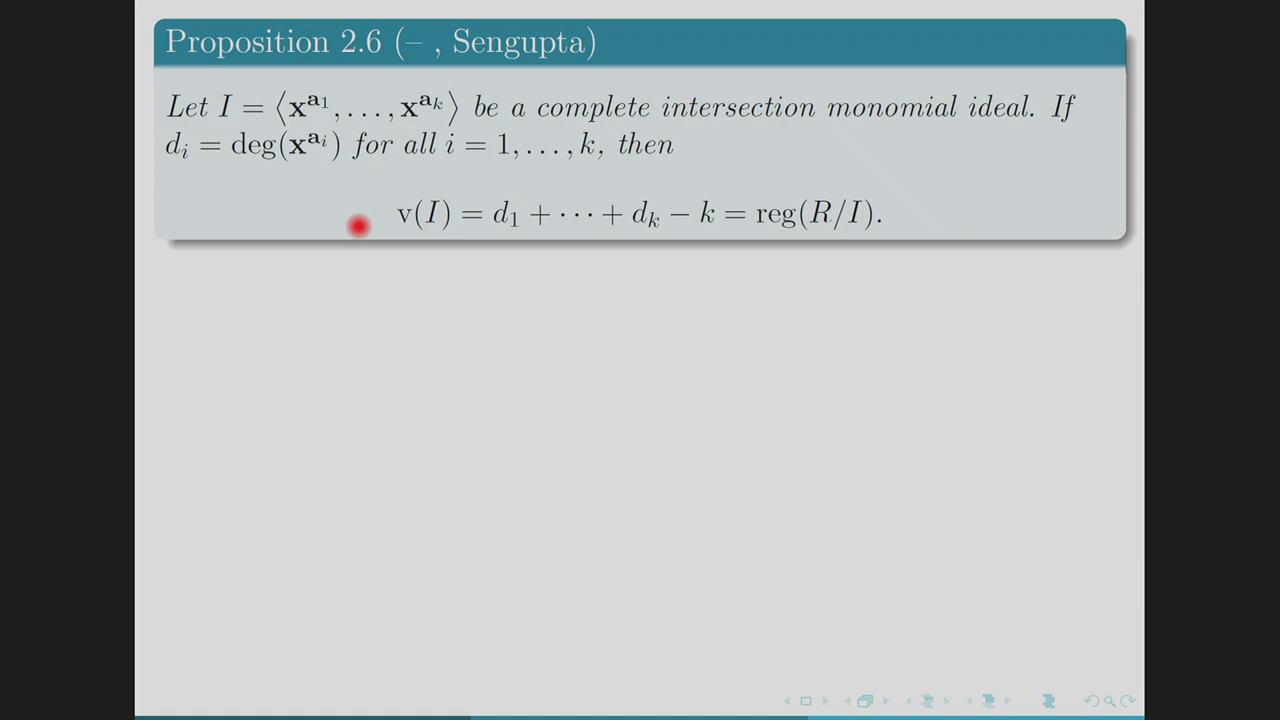 Proposition 2.6 (– , Sengupta)
Let I = ⟨x^{a_1}, . . . , x^{a_k}⟩ be a complete intersection monomial ideal. If
d_i = deg(x^{a_i}) for all i = 1, . . . , k, then
v(I) = d_1 + · · · + d_k − k = reg(R/I).